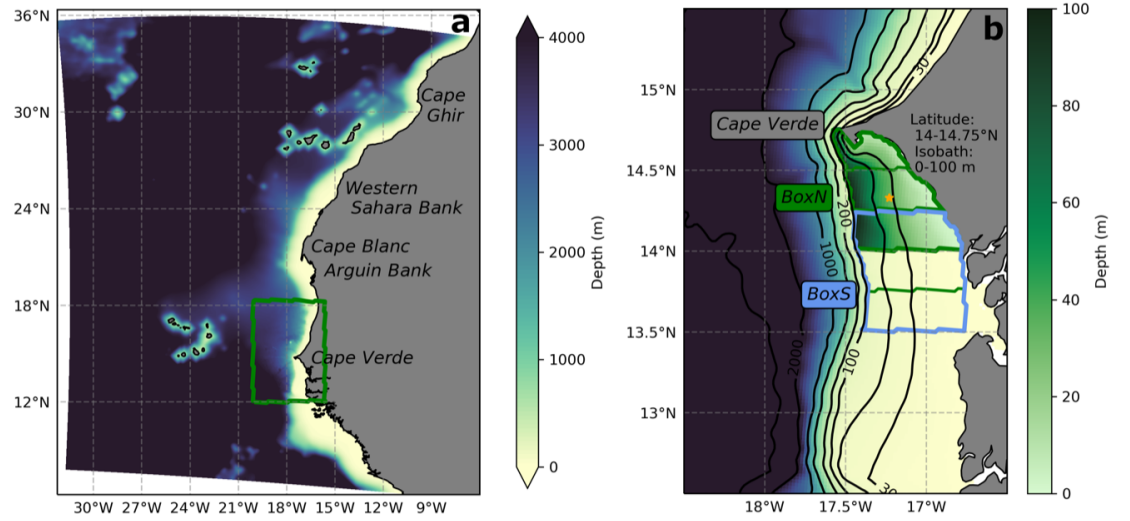 a
36°N
30°N
24°N
18°N
12°N
30°W 27°W 24°W 21°W 18°W 15°W 12°W 9°W
Cape
Ghir
Western
Sahara Bank
Cape Blanc
Arguin Bank
Cape Verde
4000
3000
2000
1000
0
Depth (m)
b
15°N
14.5°N
14°N
13.5°N
13°N
18°W 17.5°W 17°W
30
Cape Verde
Latitude:
14-14.75°N
Isobath:
0-100 m
BoxN
200
1000
BoxS
100
2000
30
100
80
60
40
20
0
Depth (m)